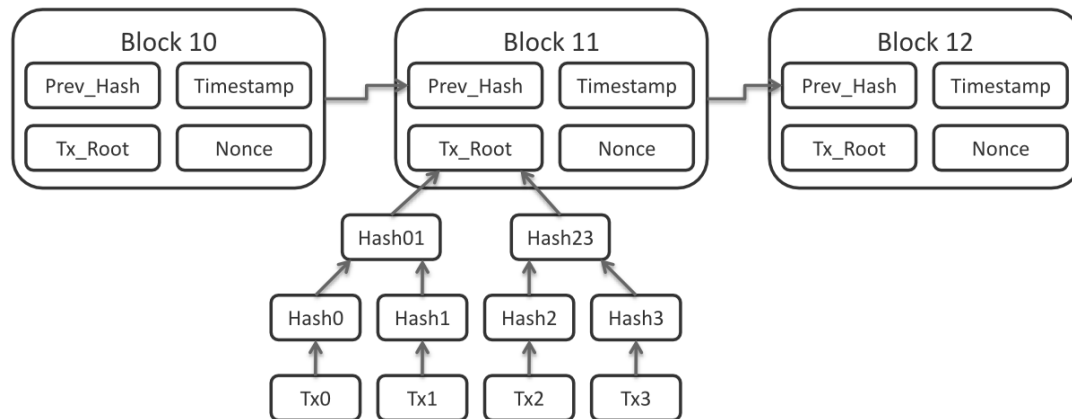 Block 10
Block 11
Block 12
Prev_Hash
Timestamp
Prev_Hash
Timestamp
Prev_Hash
Timestamp
Tx_Root
Nonce
Tx_Root
Nonce
Tx_Root
Nonce
Hash01
Hash23
Hash0
Hash1
Hash2
Hash3
Tx0
Tx1
Tx2
Tx3